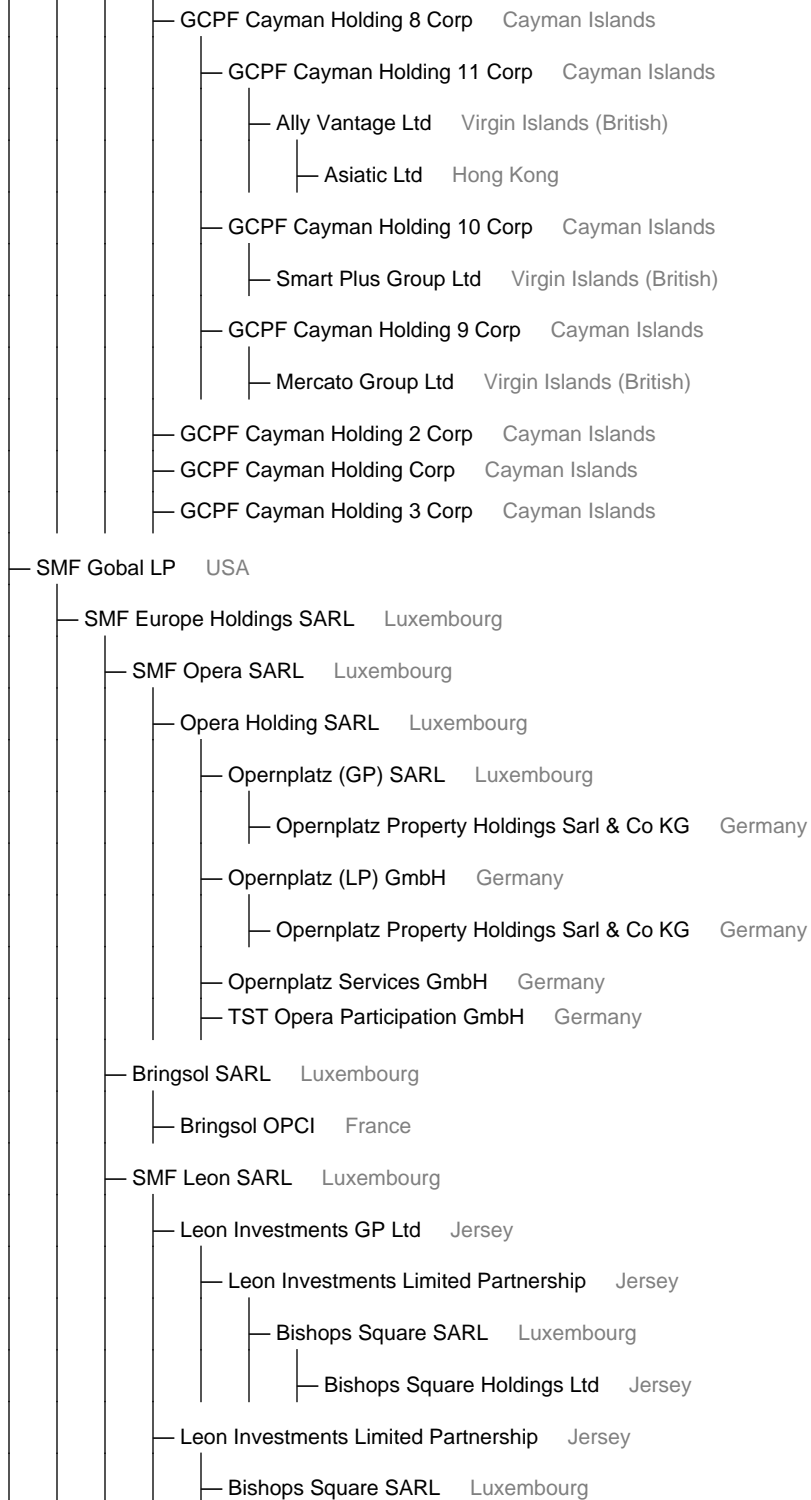 GCPF Cayman Holding 8 Corp Cayman Islands
GCPF Cayman Holding 11 Corp Cayman Islands
Ally Vantage Ltd Virgin Islands (British)
Asiatic Ltd Hong Kong
GCPF Cayman Holding 10 Corp Cayman Islands
Smart Plus Group Ltd Virgin Islands (British)
GCPF Cayman Holding 9 Corp Cayman Islands
Mercato Group Ltd Virgin Islands (British)
GCPF Cayman Holding 2 Corp Cayman Islands
GCPF Cayman Holding Corp Cayman Islands
GCPF Cayman Holding 3 Corp Cayman Islands
SMF Gobal LP USA
SMF Europe Holdings SARL Luxembourg
SMF Opera SARL Luxembourg
Opera Holding SARL Luxembourg
Opernplatz (GP) SARL Luxembourg
Opernplatz Property Holdings Sarl & Co KG Germany
Opernplatz (LP) GmbH Germany
Opernplatz Property Holdings Sarl & Co KG Germany
Opernplatz Services GmbH Germany
TST Opera Participation GmbH Germany
Bringsol SARL Luxembourg
Bringsol OPCI France
SMF Leon SARL Luxembourg
Leon Investments GP Ltd Jersey
Leon Investments Limited Partnership Jersey
Bishops Square SARL Luxembourg
Bishops Square Holdings Ltd Jersey
Leon Investments Limited Partnership Jersey
Bishops Square SARL Luxembourg